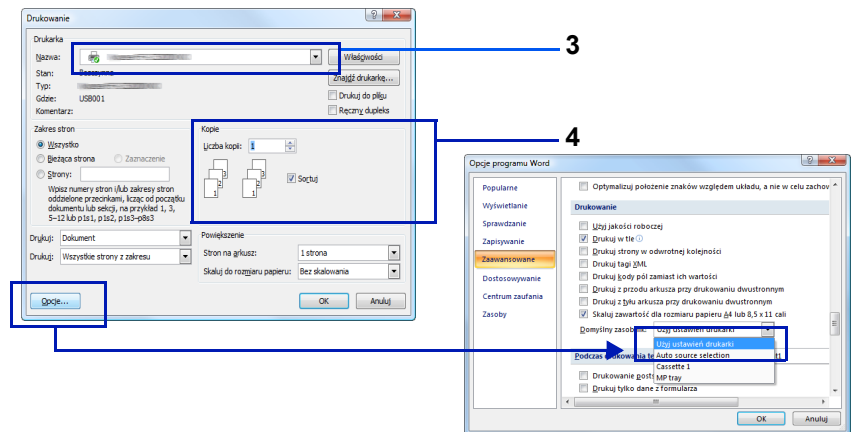 Drukowanie
Drukarka
Nazwa:
Właściwości
Stan: Bezczynne
Znajdź drukarkę...
Typ:
Gdzie: USB001
Drukuj do pliku
Komentarz:
Ręczny dupleks
Zakres stron
Wszystko
Bieżąca strona Zaznaczenie
Strony:
Wpisz numery stron i/lub zakresy stron
oddzielone przecinkami, licząc od początku
dokumentu lub sekcji, na przykład 1, 3,
5–12 lub p1s1, p1s2, p1s3–p8s3
Kopie
Liczba kopii: 1
3
2
1
3
2
1
Sortuj
Drukuj: Dokument
Drukuj: Wszystkie strony z zakresu
Powiększenie
Stron na arkusz: 1 strona
Skaluj do rozmiaru papieru: Bez skalowania
Opcje...
OK Anuluj
3
4
Opcje programu Word
Popularne
Wyświetlanie
Sprawdzanie
Zapisywanie
Zaawansowane
Dostosowywanie
Centrum zaufania
Zasoby
Optymalizuj położenie znaków względem układu, a nie w celu zachov
Drukowanie
Użyj jakości roboczej
Drukuj w tle
Drukuj strony w odwrotnej kolejności
Drukuj tagi XML
Drukuj kody pól zamiast ich wartości
Drukuj z przodu arkusza przy drukowaniu dwustronnym
Drukuj z tyłu arkusza przy drukowaniu dwustronnym
Skaluj zawartość dla rozmiaru papieru A4 lub 8,5 x 11 cali
Domyślny zasobnik: Użyj ustawień drukarki
Użyj ustawień drukarki
Auto source selection
Cassette 1
MP tray
Podczas drukowania
Drukowanie
Drukuj tylko dane z formularza
OK Anuluj